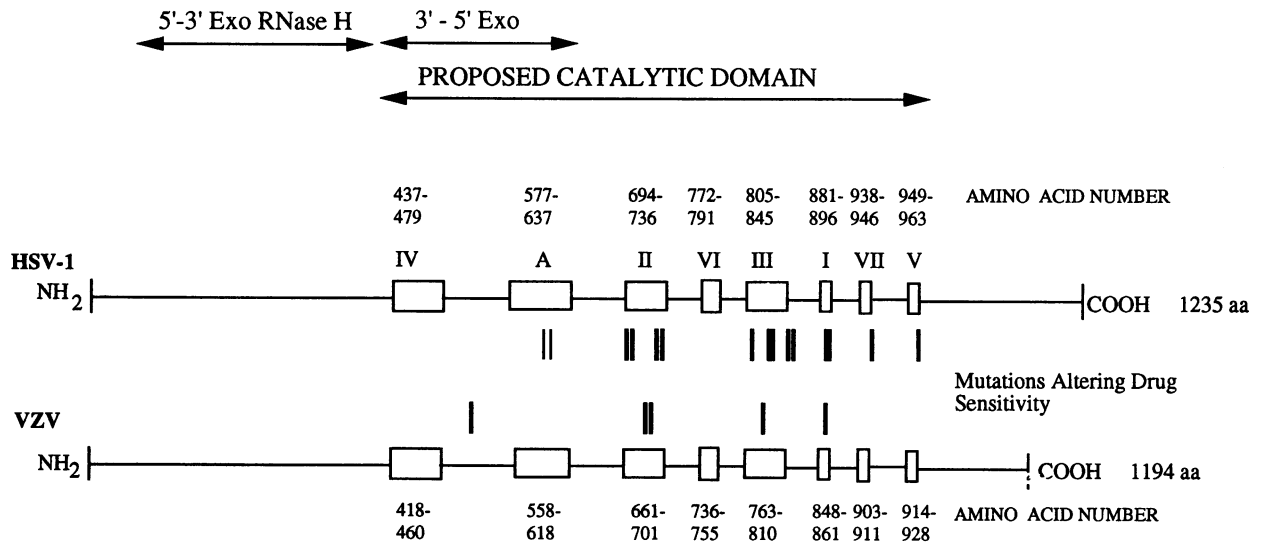 5'-3' Exo RNase H 3' - 5' Exo
PROPOSED CATALYTIC DOMAIN
437- 577- 694- 772- 805- 881- 938- 949- AMINO ACID NUMBER
479 637 736 791 845 896 946 963
HSV-1 IV A II VI III I VII V
NH2 COOH 1235 aa
Mutations Altering Drug
Sensitivity
VZV
NH2 COOH 1194 aa
418- 558- 661- 736- 763- 848- 903- 914- AMINO ACID NUMBER
460 618 701 755 810 861 911 928